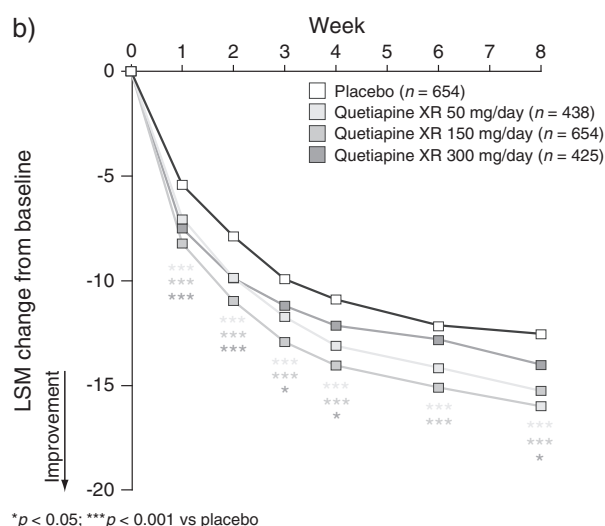 b)
Week
0 1 2 3 4 5 6 7 8
0
-5
-10
-15
-20
LSM change from baseline
Improvement
Placebo (n = 654)
Quetiapine XR 50 mg/day (n = 438)
Quetiapine XR 150 mg/day (n = 654)
Quetiapine XR 300 mg/day (n = 425)
***
***
***
***
***
***
***
***
*
***
***
*
***
***
***
***
*
*p < 0.05; ***p < 0.001 vs placebo